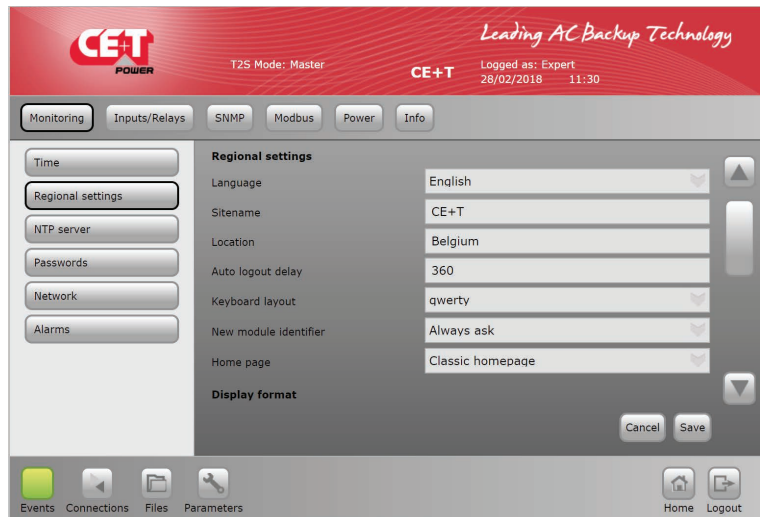 CE+T
POWER
Leading AC Backup Technology
T2S Mode: Master
CE+T
Logged as: Expert
28/02/2018 11:30
Monitoring Inputs/Relays SNMP Modbus Power Info
Time
Regional settings
NTP server
Passwords
Network
Alarms
Regional settings
Language English
Sitename CE+T
Location Belgium
Auto logout delay 360
Keyboard layout qwerty
New module identifier Always ask
Home page Classic homepage
Display format
Cancel Save
Events Connections Files Parameters Home Logout